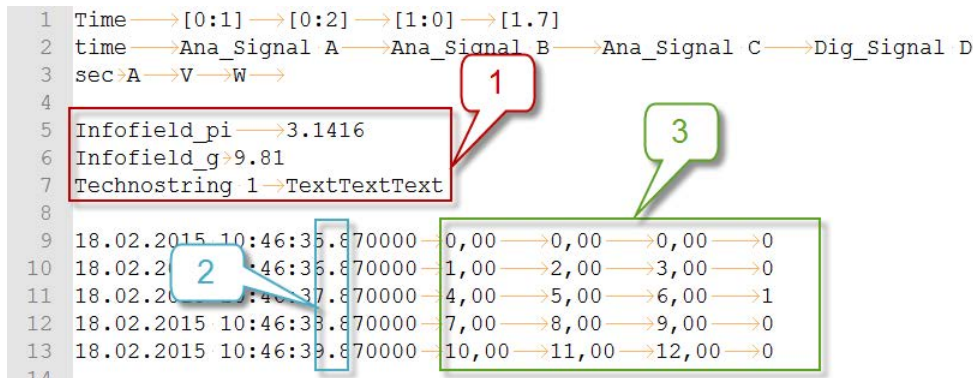 1 Time [0:1] [0:2] [1:0] [1.7]
2 time Ana_Signal A Ana_Signal B Ana_Signal C Dig_Signal D
3 sec A V W
1
4
5 Infofield_pi 3.1416
3
6 Infofield_g 9.81
7 Technostring 1 TextTextText
8
9 18.02.2015 10:46:35.870000 0,00 0,00 0,00 0
2
10 18.02.2 :46:36.870000 1,00 2,00 3,00 0
11 18.02.2 37.870000 4,00 5,00 6,00 1
12 18.02.2015 10:46:38.870000 7,00 8,00 9,00 0
13 18.02.2015 10:46:39.870000 10,00 11,00 12,00 0